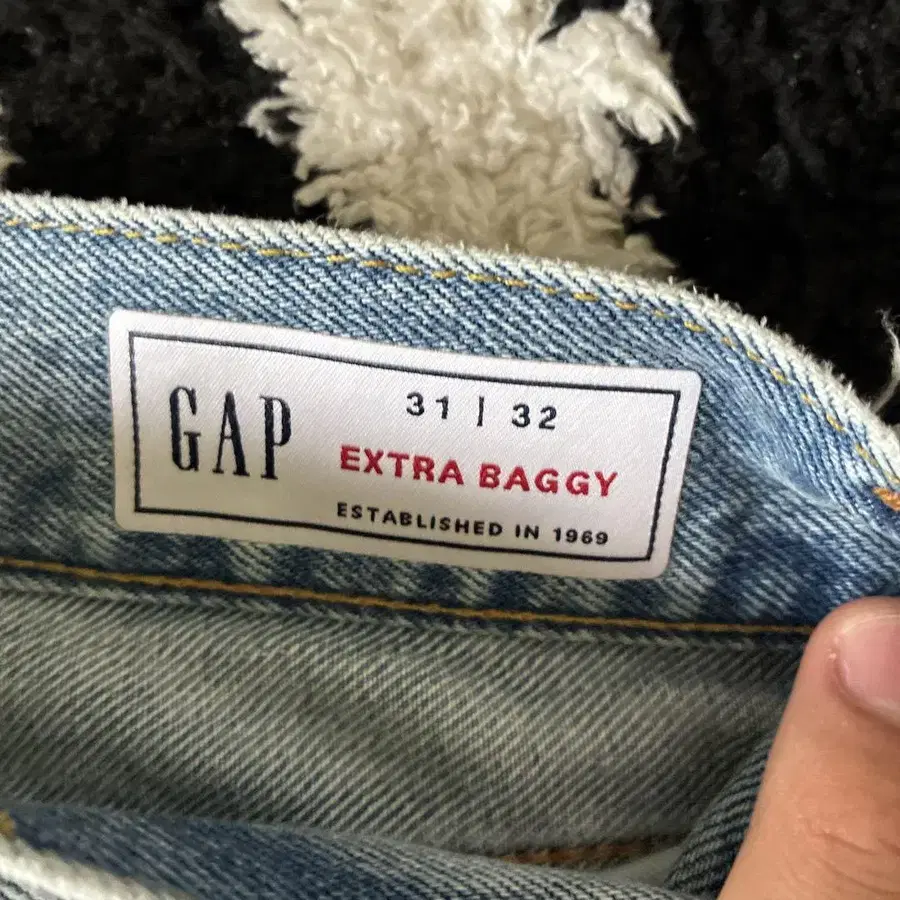 GAP
31 | 32
EXTRA BAGGY
ESTABLISHED IN 1969